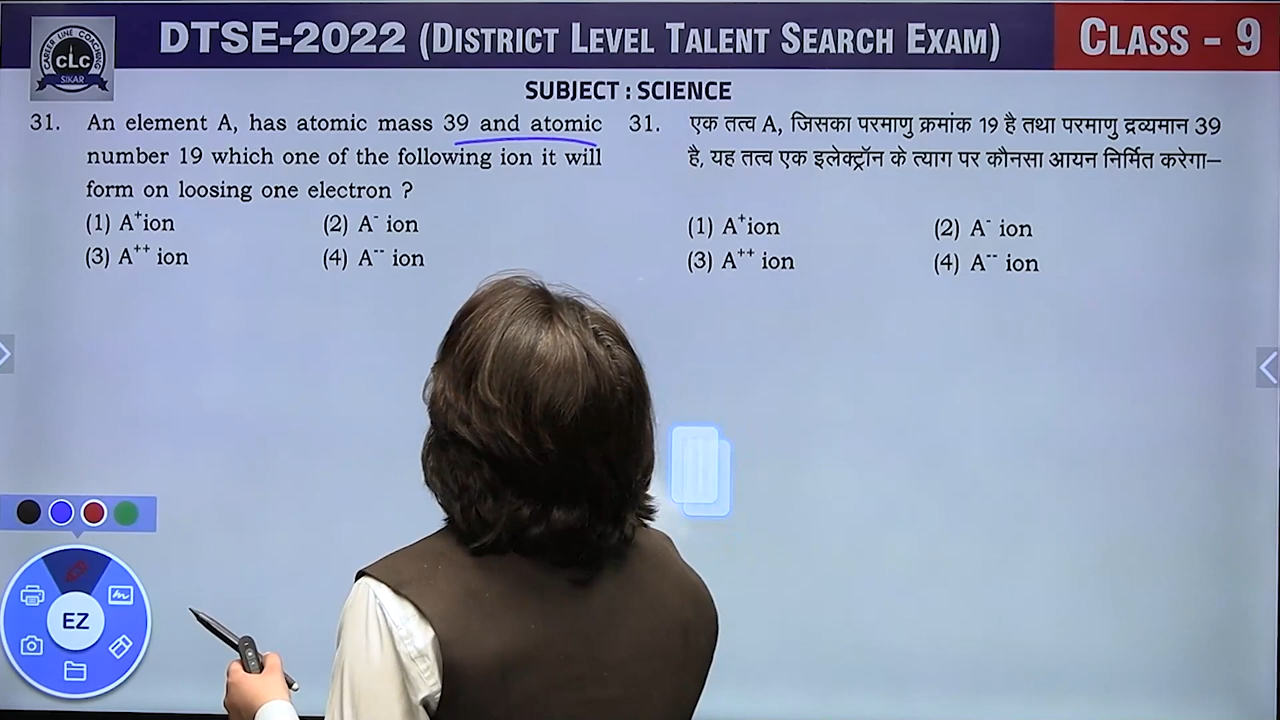 CAREER LINE COACHING
CLC
SIKAR
DTSE-2022 (DISTRICT LEVEL TALENT SEARCH EXAM)
CLASS - 9
SUBJECT : SCIENCE
31. An element A, has atomic mass 39 and atomic
number 19 which one of the following ion it will
form on loosing one electron ?
(1) A⁺ion (2) A⁻ ion
(3) A⁺⁺ ion (4) A⁻⁻ ion
31. एक तत्व A, जिसका परमाणु क्रमांक 19 है तथा परमाणु द्रव्यमान 39
है, यह तत्व एक इलेक्ट्रॉन के त्याग पर कौनसा आयन निर्मित करेगा–
(1) A⁺ion (2) A⁻ ion
(3) A⁺⁺ ion (4) A⁻⁻ ion
EZ